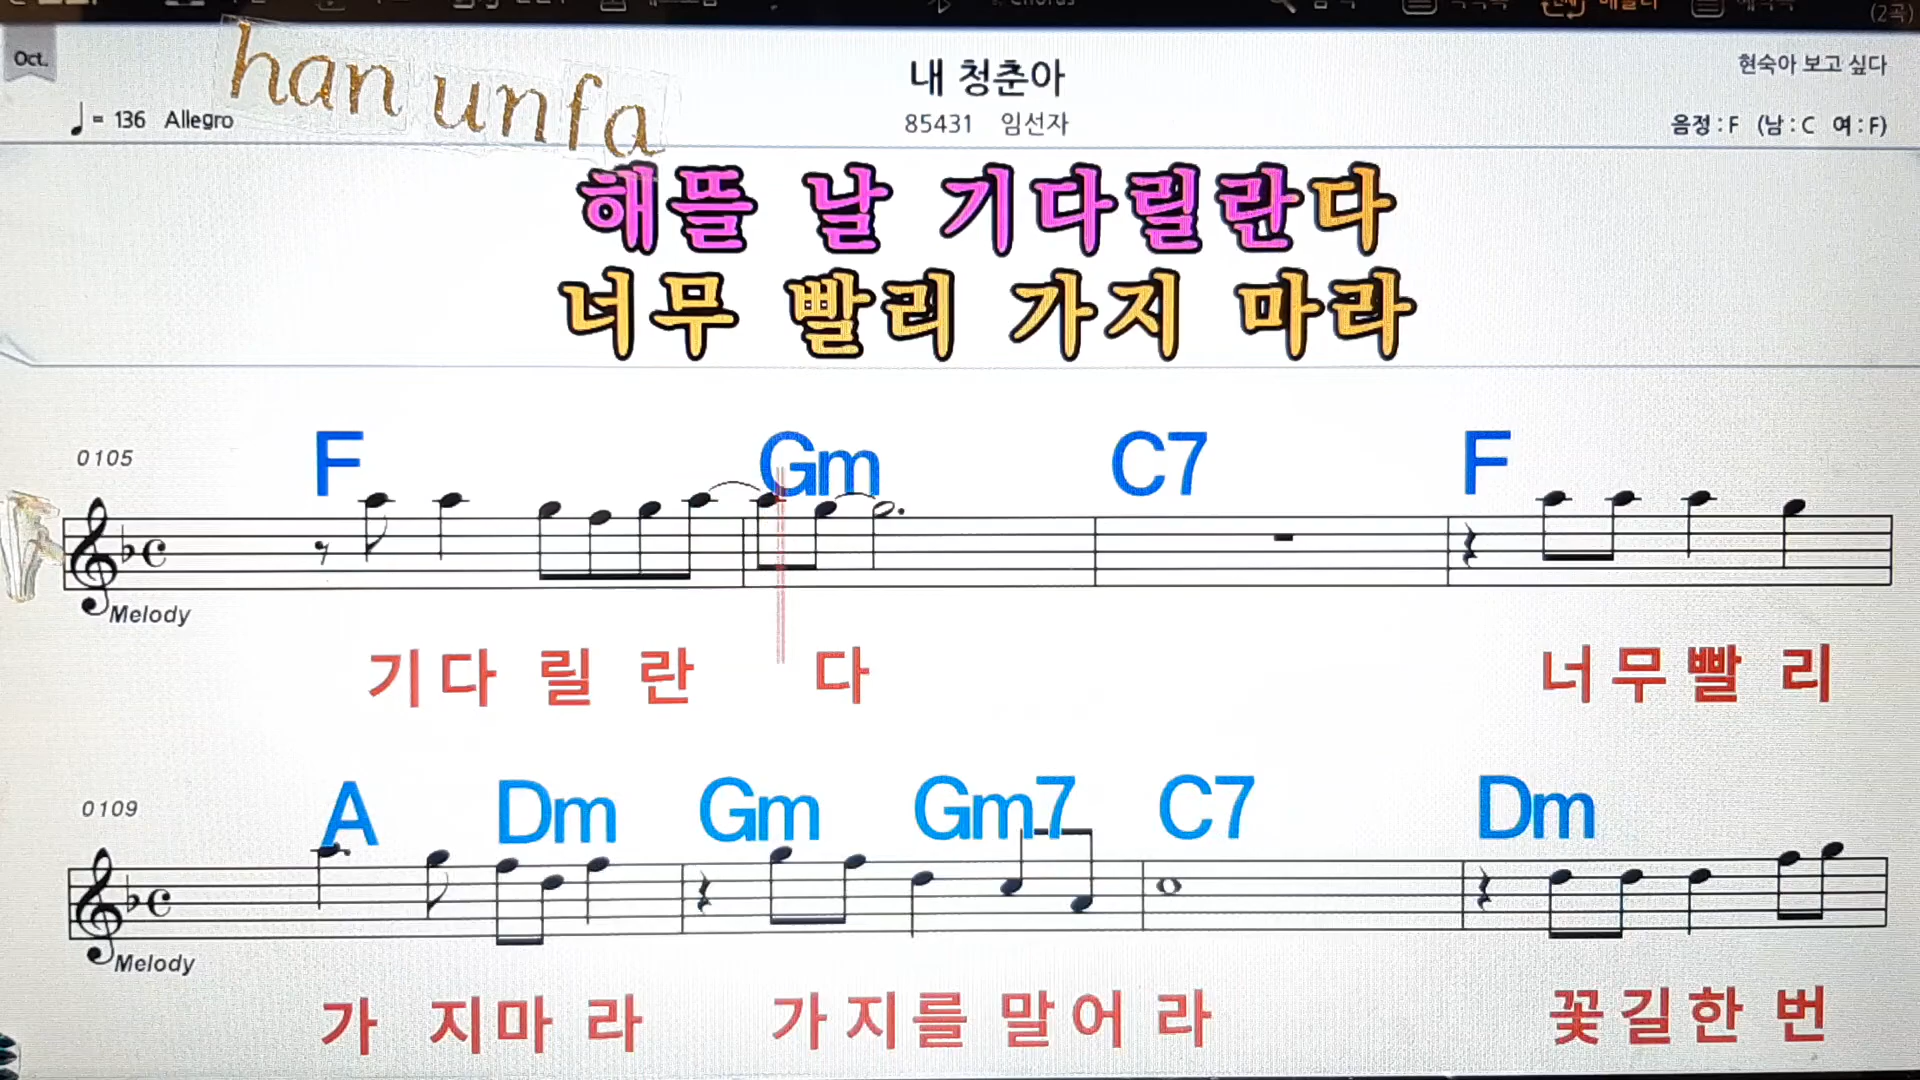 (2곡)
Oct.
han unfa
내 청춘아
현숙아 보고 싶다
= 136 Allegro
85431 임선자
음정 : F (남 : C 여 : F)
해뜰 날 기다릴란다
너무 빨리 가지 마라
F Gm C7 F
0105
Melody
기다릴란 다 너무빨리
A Dm Gm Gm7 C7 Dm
0109
Melody
가 지마 라 가지를 말어 라 꽃길한 번